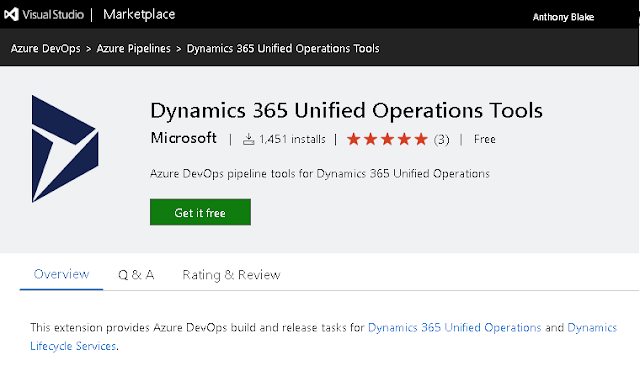 Visual Studio | Marketplace
Anthony Blake
Azure DevOps > Azure Pipelines > Dynamics 365 Unified Operations Tools
Dynamics 365 Unified Operations Tools
Microsoft | 1,451 installs | ★★★★★ (3) | Free
Azure DevOps pipeline tools for Dynamics 365 Unified Operations
Get it free
Overview Q & A Rating & Review
This extension provides Azure DevOps build and release tasks for Dynamics 365 Unified Operations and Dynamics
Lifecycle Services.